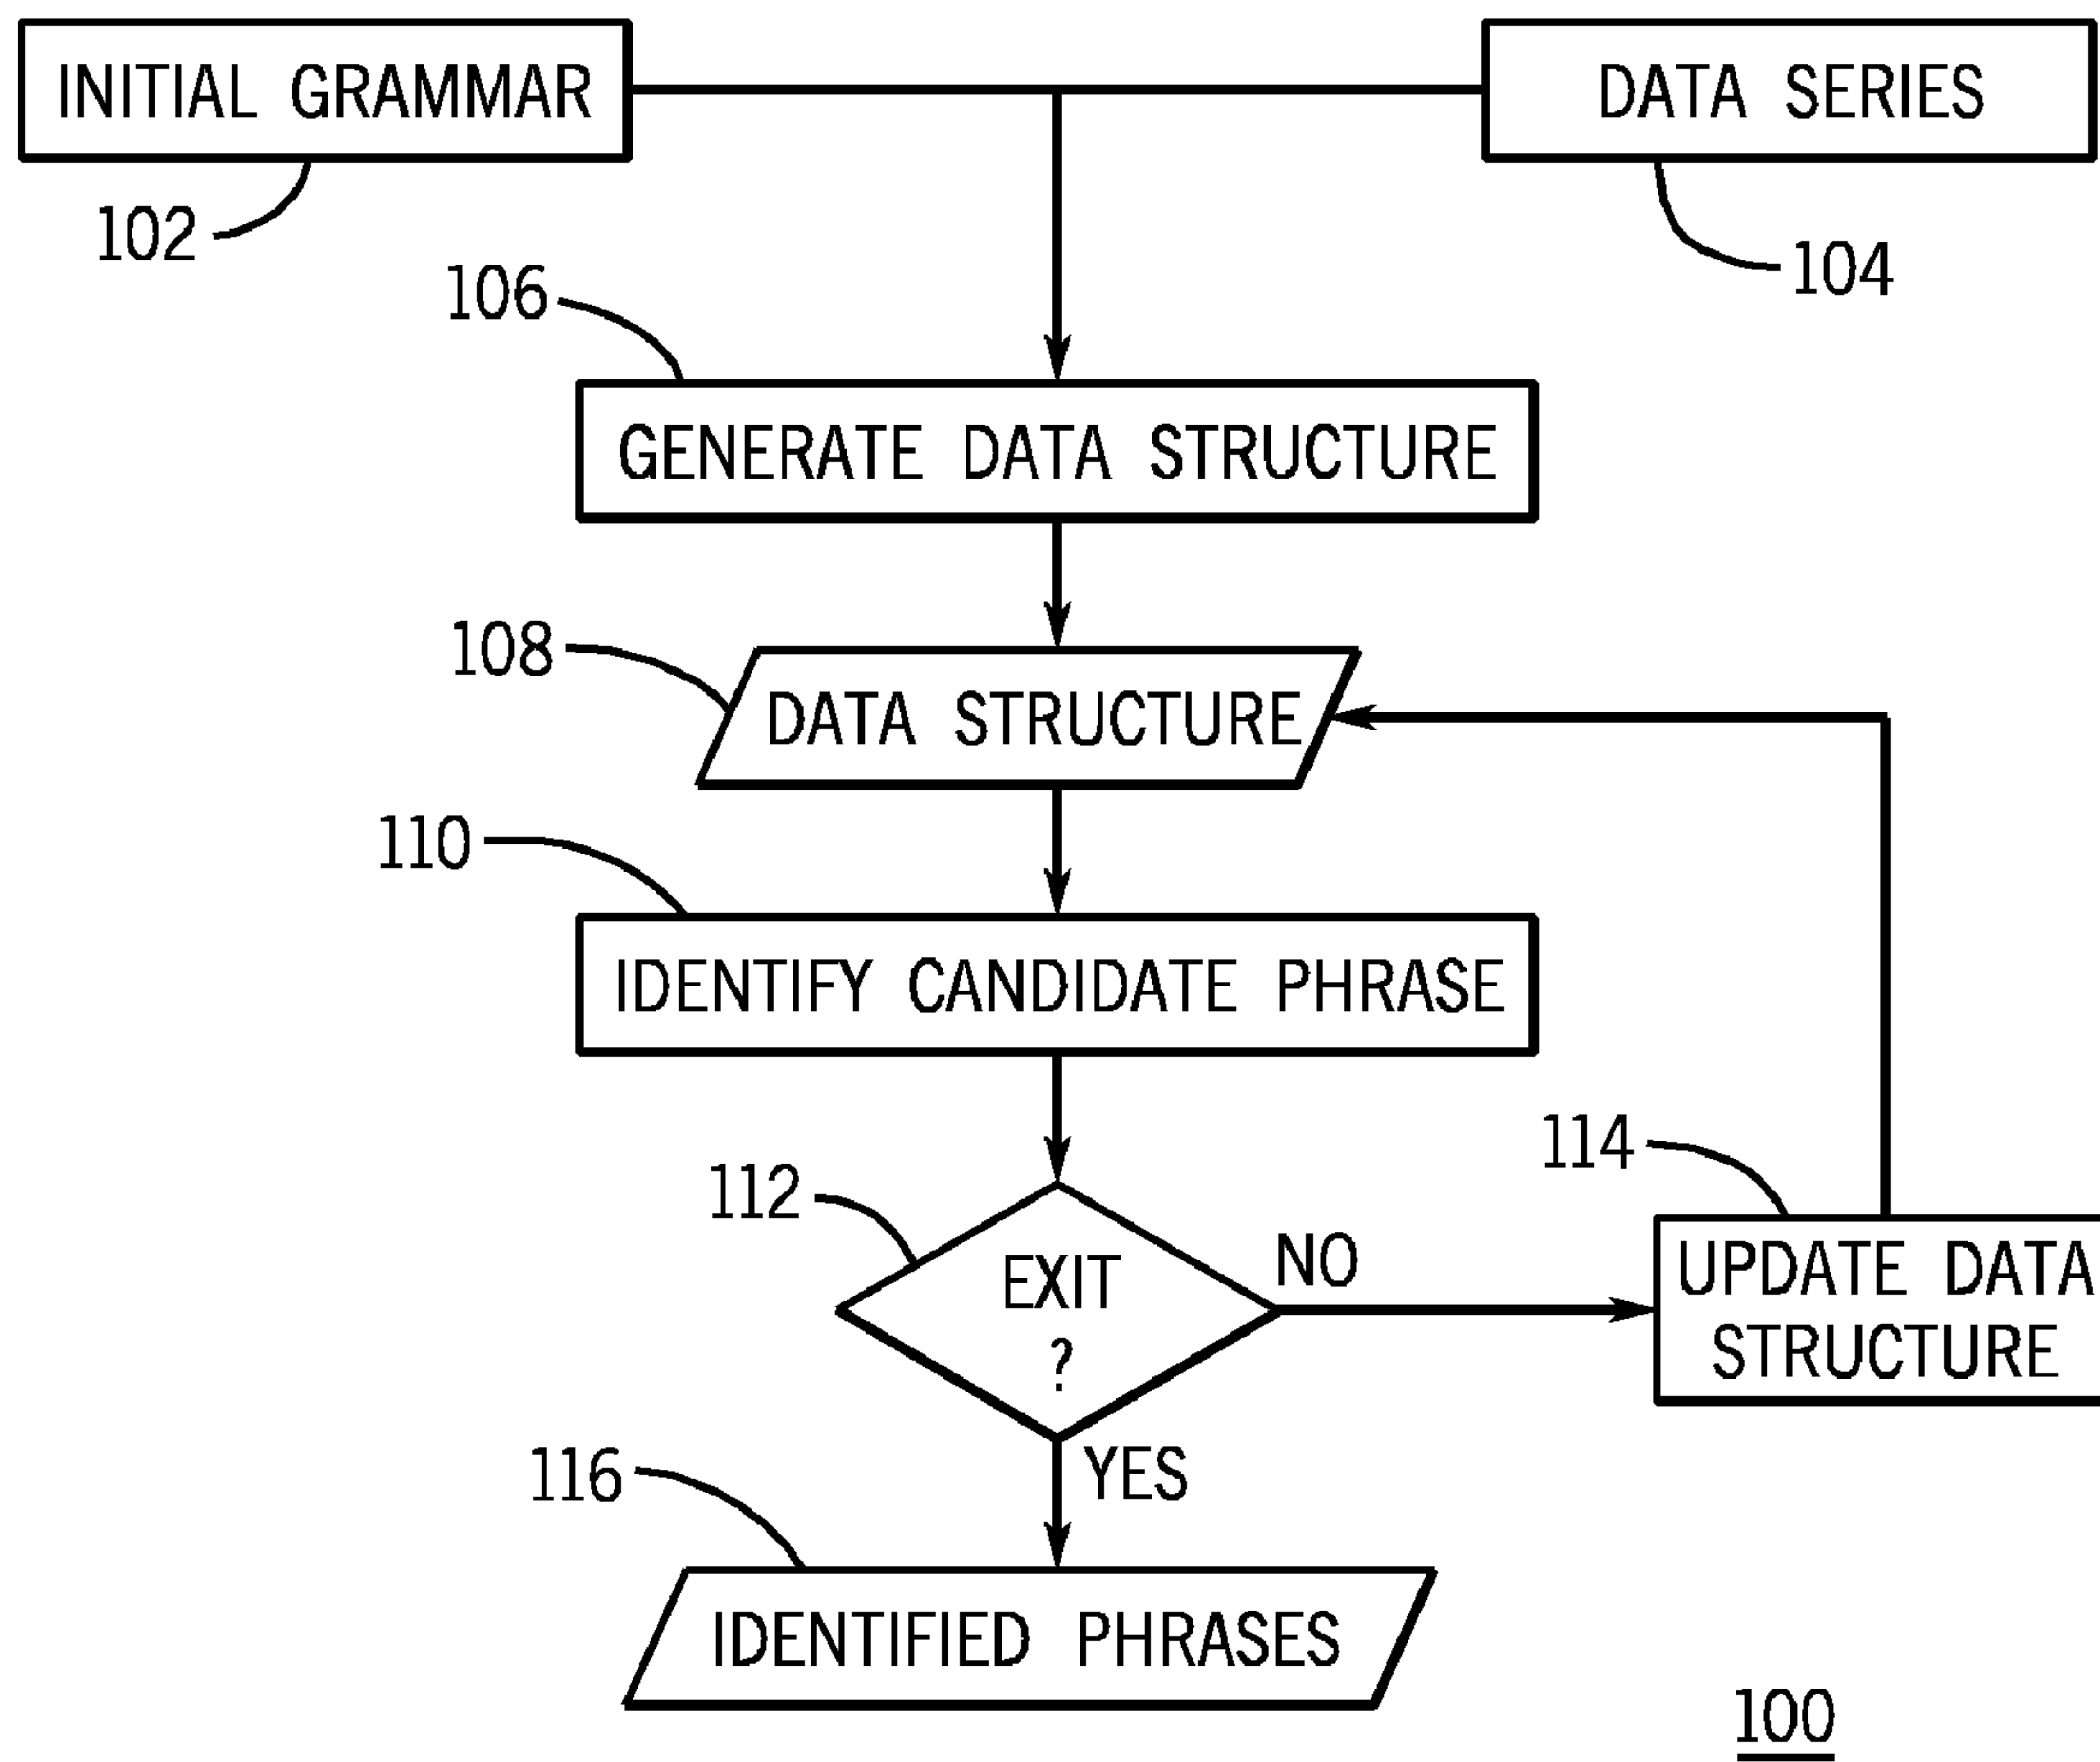 INITIAL GRAMMAR
DATA SERIES
102
104
106
GENERATE DATA STRUCTURE
108
DATA STRUCTURE
110
IDENTIFY CANDIDATE PHRASE
112
EXIT
?
NO
114
UPDATE DATA
STRUCTURE
YES
116
IDENTIFIED PHRASES
100